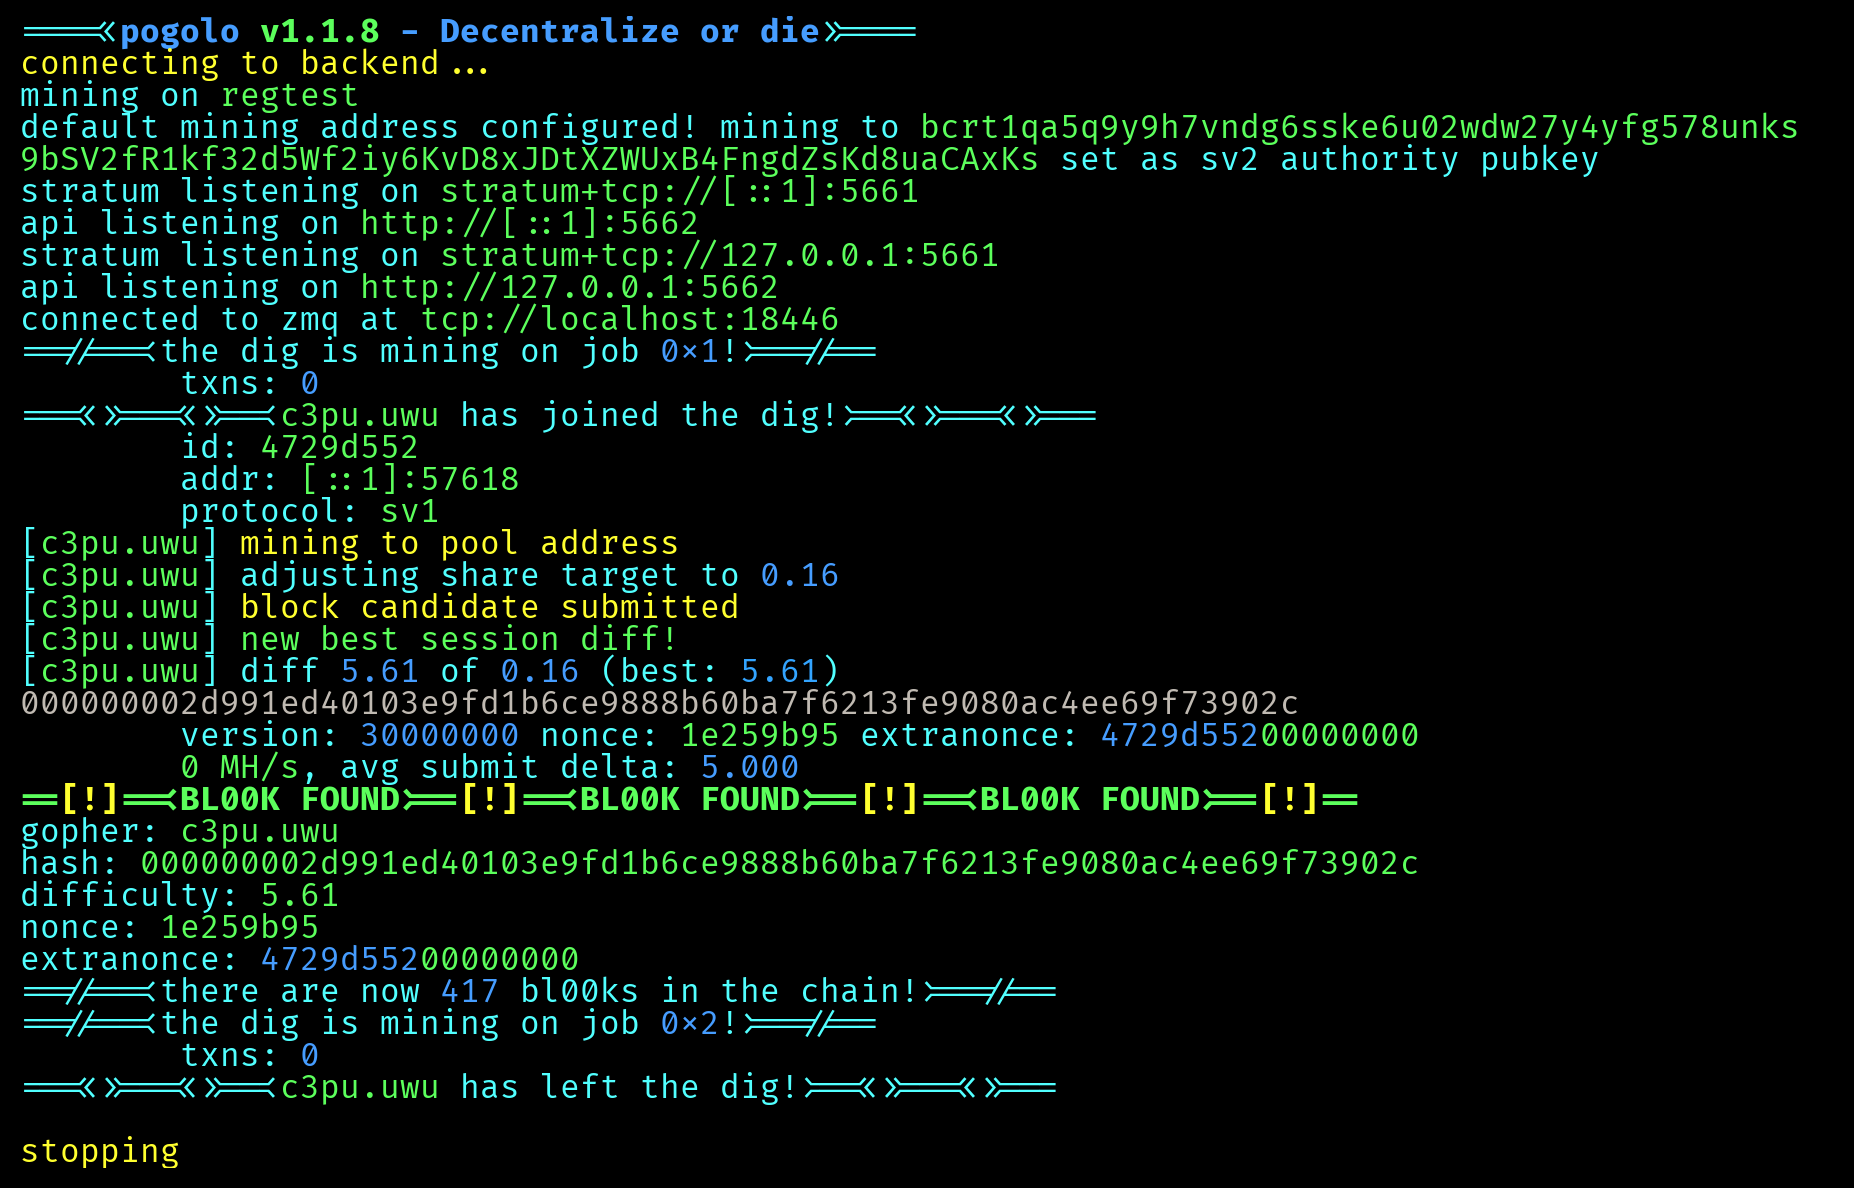 ====<<pogolo v1.1.8 - Decentralize or die>>====
connecting to backend...
mining on regtest
default mining address configured! mining to bcrt1qa5q9y9h7vndg6sske6u02wdw27y4yfg578unks
9bSV2fR1kf32d5Wf2iy6KvD8xJDtXZWUxB4FngdZsKd8uaCAxKs set as sv2 authority pubkey
stratum listening on stratum+tcp://[::1]:5661
api listening on http://[::1]:5662
stratum listening on stratum+tcp://127.0.0.1:5661
api listening on http://127.0.0.1:5662
connected to zmq at tcp://localhost:18446
==//===<the dig is mining on job 0x1!>===//==
txns: 0
===<<>>===<<>>==<c3pu.uwu has joined the dig!>==<<>>===<<>>===
id: 4729d552
addr: [::1]:57618
protocol: sv1
[c3pu.uwu] mining to pool address
[c3pu.uwu] adjusting share target to 0.16
[c3pu.uwu] block candidate submitted
[c3pu.uwu] new best session diff!
[c3pu.uwu] diff 5.61 of 0.16 (best: 5.61)
000000002d991ed40103e9fd1b6ce9888b60ba7f6213fe9080ac4ee69f73902c
version: 30000000 nonce: 1e259b95 extranonce: 4729d55200000000
0 MH/s, avg submit delta: 5.000
==[!]==<BL00K FOUND>==[!]==<BL00K FOUND>==[!]==<BL00K FOUND>==[!]==
gopher: c3pu.uwu
hash: 000000002d991ed40103e9fd1b6ce9888b60ba7f6213fe9080ac4ee69f73902c
difficulty: 5.61
nonce: 1e259b95
extranonce: 4729d55200000000
==//===<there are now 417 bl00ks in the chain!>===//==
==//===<the dig is mining on job 0x2!>===//==
txns: 0
===<<>>===<<>>==<c3pu.uwu has left the dig!>==<<>>===<<>>===
stopping